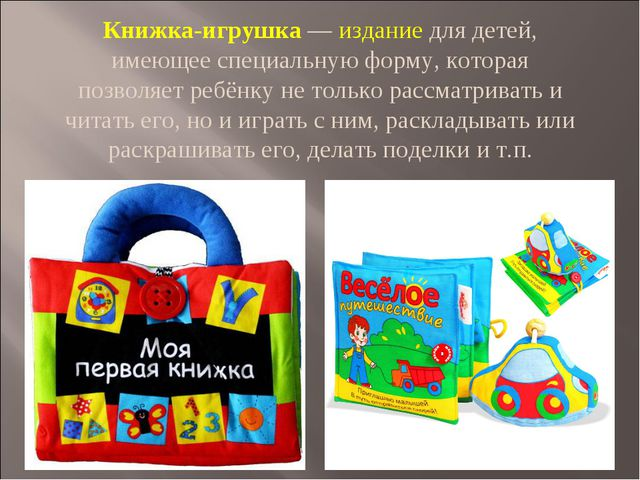 Книжка-игрушка — издание для детей,
имеющее специальную форму, которая
позволяет ребёнку не только рассматривать и
читать его, но и играть с ним, раскладывать или
раскрашивать его, делать поделки и т.п.
Моя
первая книжка
1 2 3
Весёлое
путешествие
Приглашаю малышей